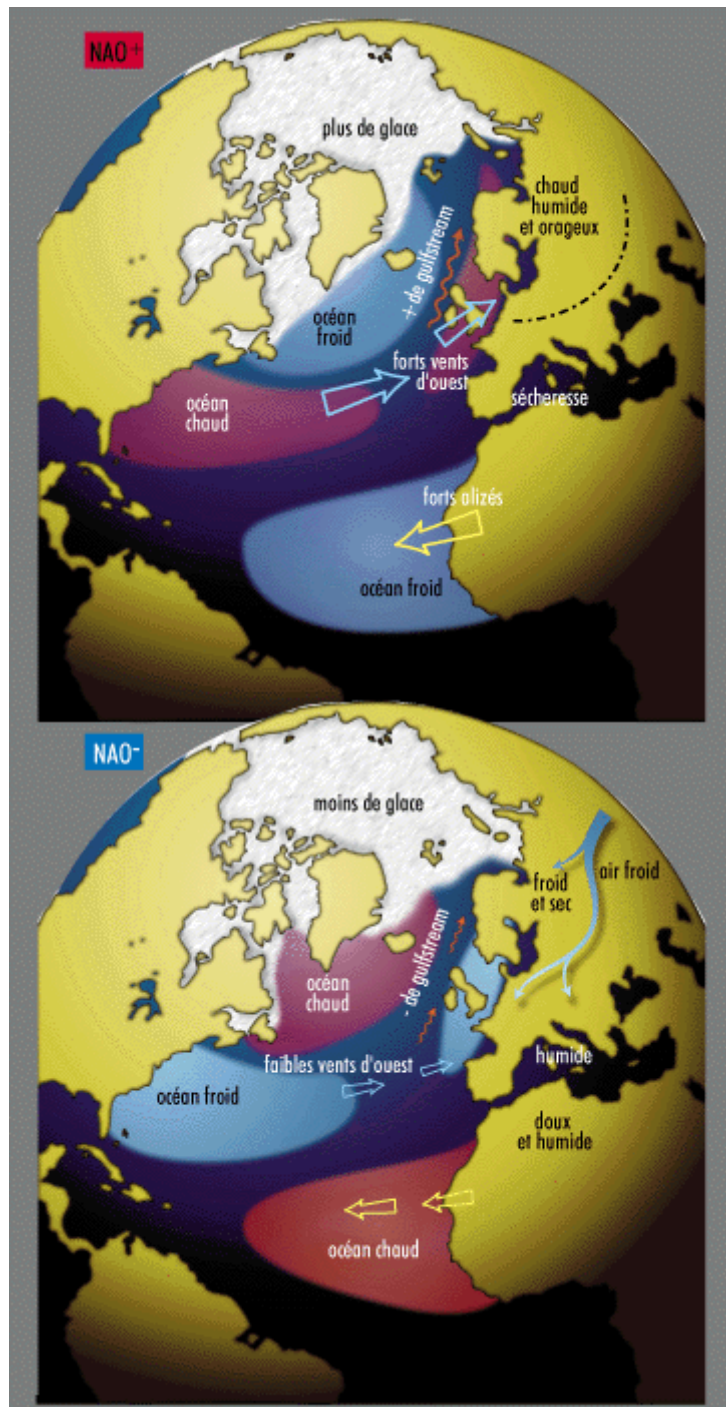 NAO+
plus de glace
chaud
humide
et orageux
+ de gulfstream
océan
froid
forts vents
d'ouest
océan
chaud
sécheresse
forts alizés
océan froid
NAO-
moins de glace
air froid
froid
et sec
- de gulfstream
océan
chaud
faibles vents d'ouest
humide
océan froid
doux
et humide
océan chaud